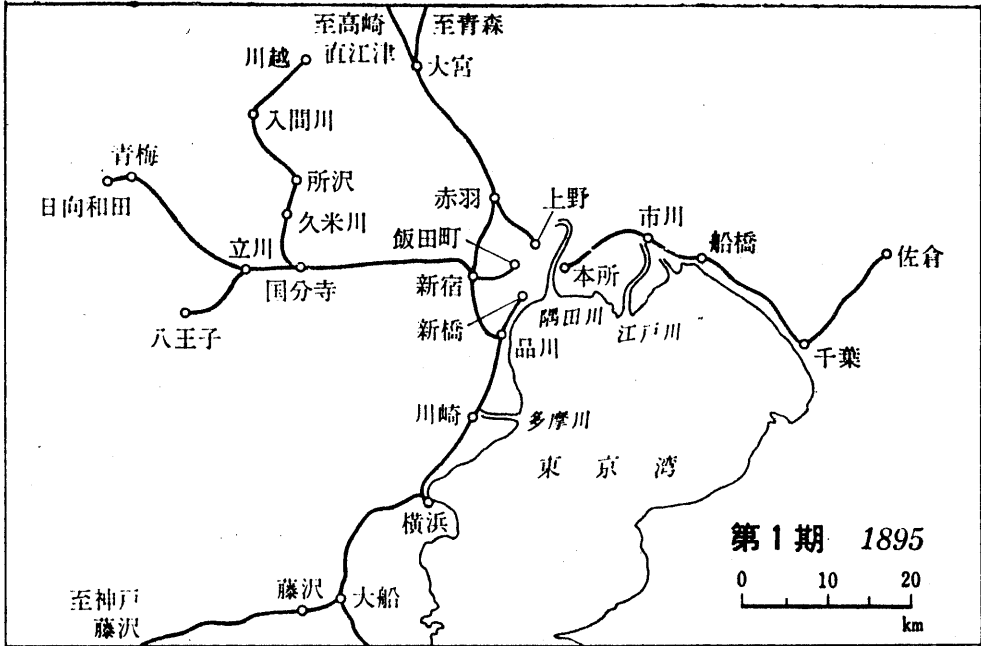 至高崎
直江津
至青森
川越
大宮
入間川
青梅
日向和田
所沢
赤羽
上野
久米川
飯田町
市川
船橋
立川
佐倉
国分寺
新宿
本所
八王子
新橋
隅田川
江戸川
品川
千葉
川崎
多摩川
東京湾
横浜
第1期 1895
0 10 20
km
藤沢
大船
至神戸
藤沢